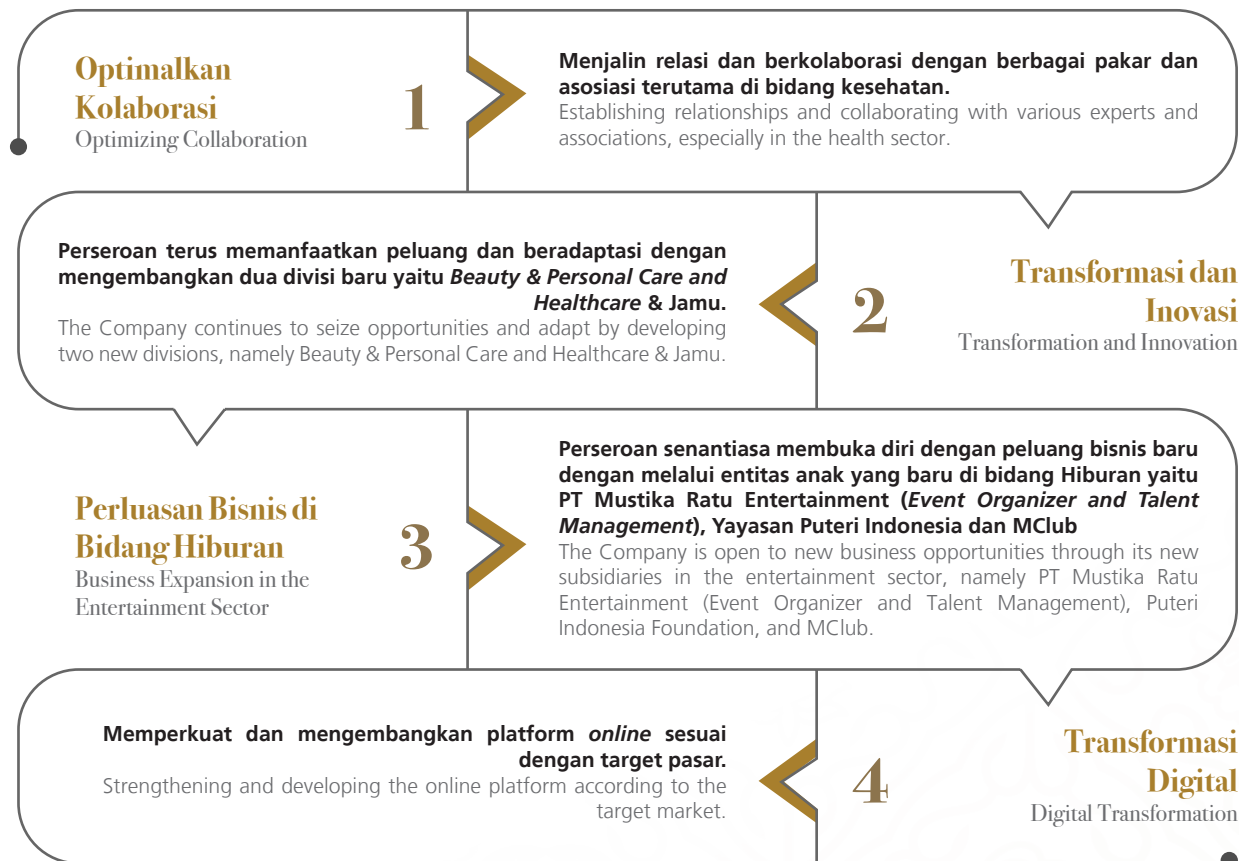 Optimalkan
Kolaborasi
Optimizing Collaboration
1
Menjalin relasi dan berkolaborasi dengan berbagai pakar dan
asosiasi terutama di bidang kesehatan.
Establishing relationships and collaborating with various experts and
associations, especially in the health sector.
Perseroan terus memanfaatkan peluang dan beradaptasi dengan
mengembangkan dua divisi baru yaitu Beauty & Personal Care and
Healthcare & Jamu.
The Company continues to seize opportunities and adapt by developing
two new divisions, namely Beauty & Personal Care and Healthcare & Jamu.
2
Transformasi dan
Inovasi
Transformation and Innovation
Perluasan Bisnis di
Bidang Hiburan
Business Expansion in the
Entertainment Sector
3
Perseroan senantiasa membuka diri dengan peluang bisnis baru
dengan melalui entitas anak yang baru di bidang Hiburan yaitu
PT Mustika Ratu Entertainment (Event Organizer and Talent
Management), Yayasan Puteri Indonesia dan MClub
The Company is open to new business opportunities through its new
subsidiaries in the entertainment sector, namely PT Mustika Ratu
Entertainment (Event Organizer and Talent Management), Puteri
Indonesia Foundation, and MClub.
Memperkuat dan mengembangkan platform online sesuai
dengan target pasar.
Strengthening and developing the online platform according to the
target market.
4
Transformasi
Digital
Digital Transformation